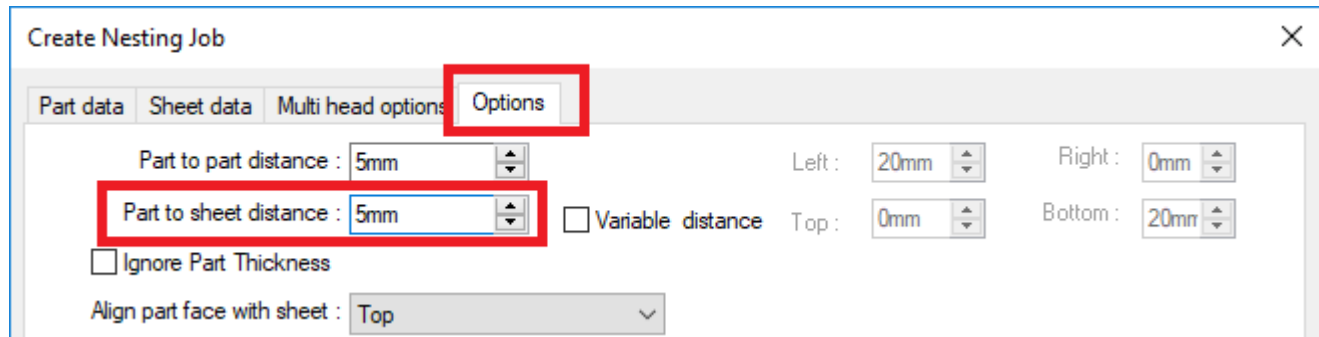 Create Nesting Job
Part data Sheet data Multi head options Options
Part to part distance : 5mm Left : 20mm Right : 0mm
Part to sheet distance : 5mm Variable distance Top : 0mm Bottom : 20mm
Ignore Part Thickness
Align part face with sheet : Top